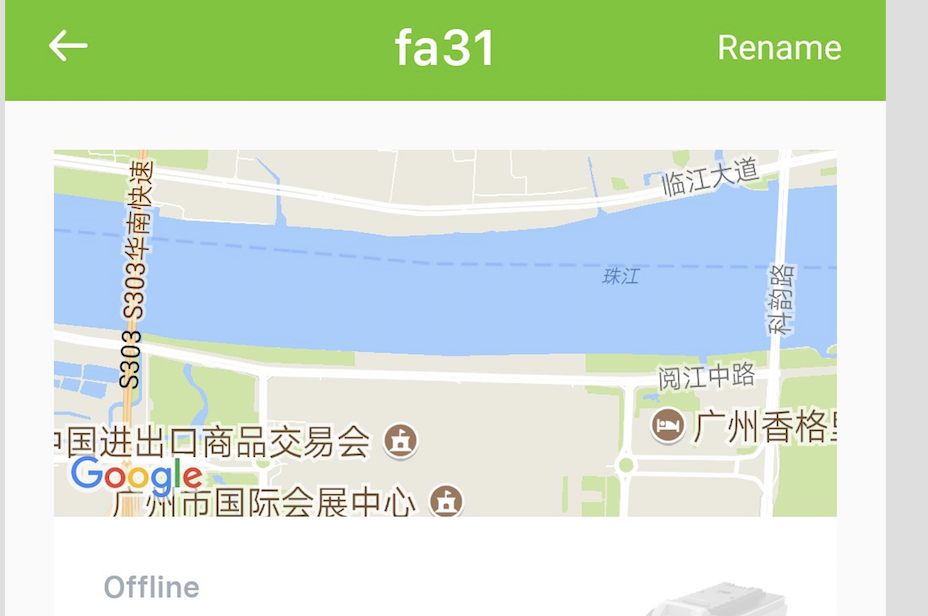 fa31
Rename
临江大道
S303华南快速
S303
珠江
科韵路
阅江中路
国进出口商品交易会
广州香格
Google
广州市国际会展中心
Offline